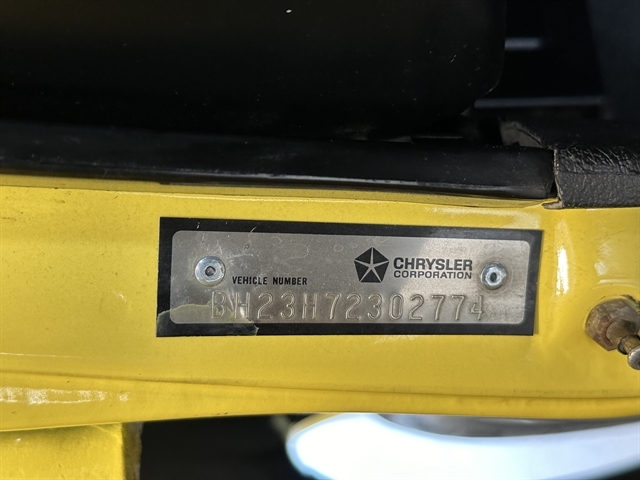 CHRYSLER
CORPORATION
VEHICLE NUMBER
BH23H72302774